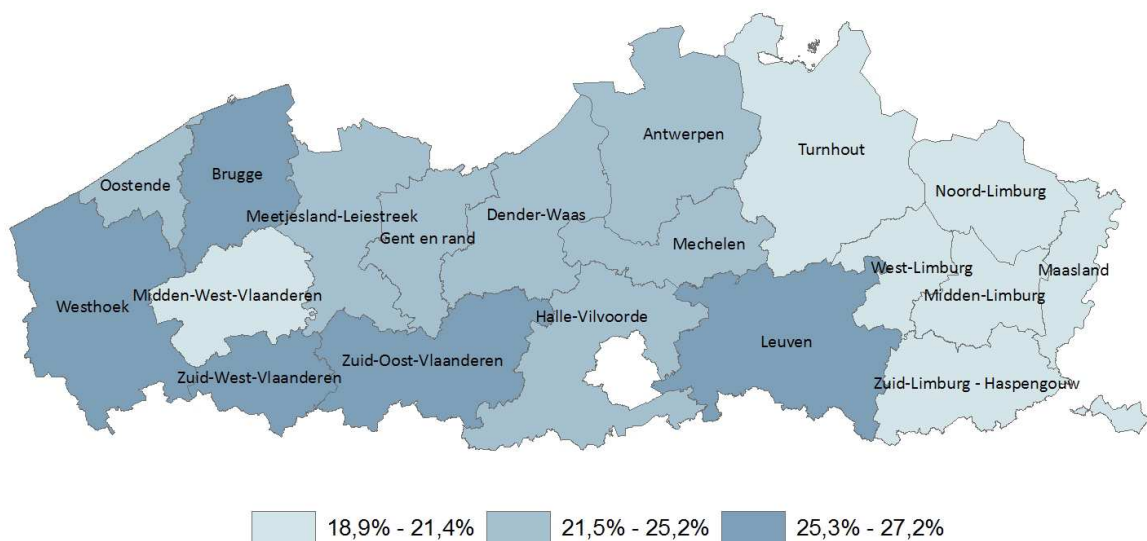 Antwerpen
Turnhout
Brugge
Oostende
Noord-Limburg
Meetjesland-Leiestreek
Dender-Waas
Gent en rand
Mechelen
West-Limburg
Maasland
Midden-West-Vlaanderen
Midden-Limburg
Westhoek
Halle-Vilvoorde
Leuven
Zuid-Oost-Vlaanderen
Zuid-West-Vlaanderen
Zuid-Limburg - Haspengouw
18,9% - 21,4%
21,5% - 25,2%
25,3% - 27,2%